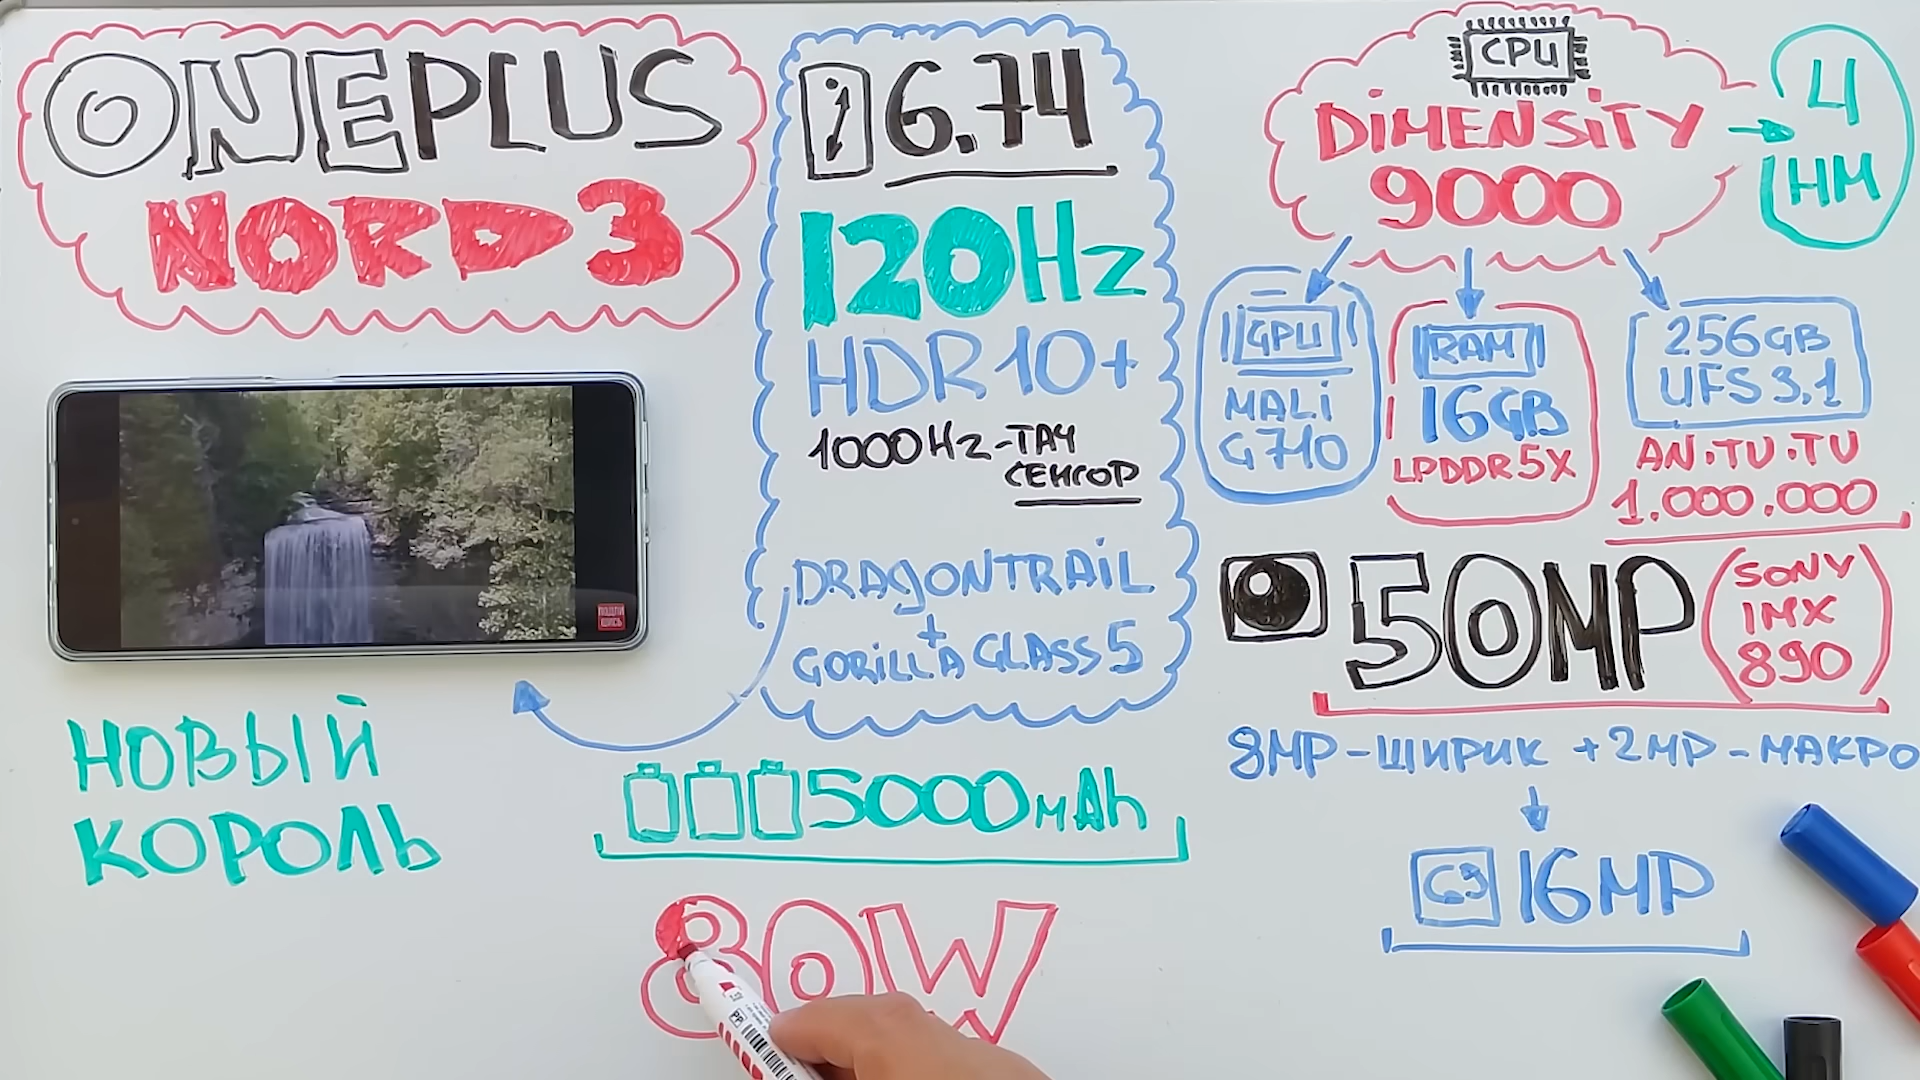 ONEPLUS
NORD 3
6.74
120Hz
HDR10+
1000Hz-ТАЧ
СЕНСОР
DRAGONTRAIL
+
GORILLA GLASS 5
CPU
DiMENSiTY
9000
4
НМ
GPU
MALi
G710
RAM
16GB
LPDDR5X
256GB
UFS 3.1
AN.TU.TU
1.000.000
50MP
(SONY
IMX
890)
8MP-ШИРИК +2MP-МАКРО
16MP
НОВЫЙ
КОРОЛЬ
5000mAh
80W
PP